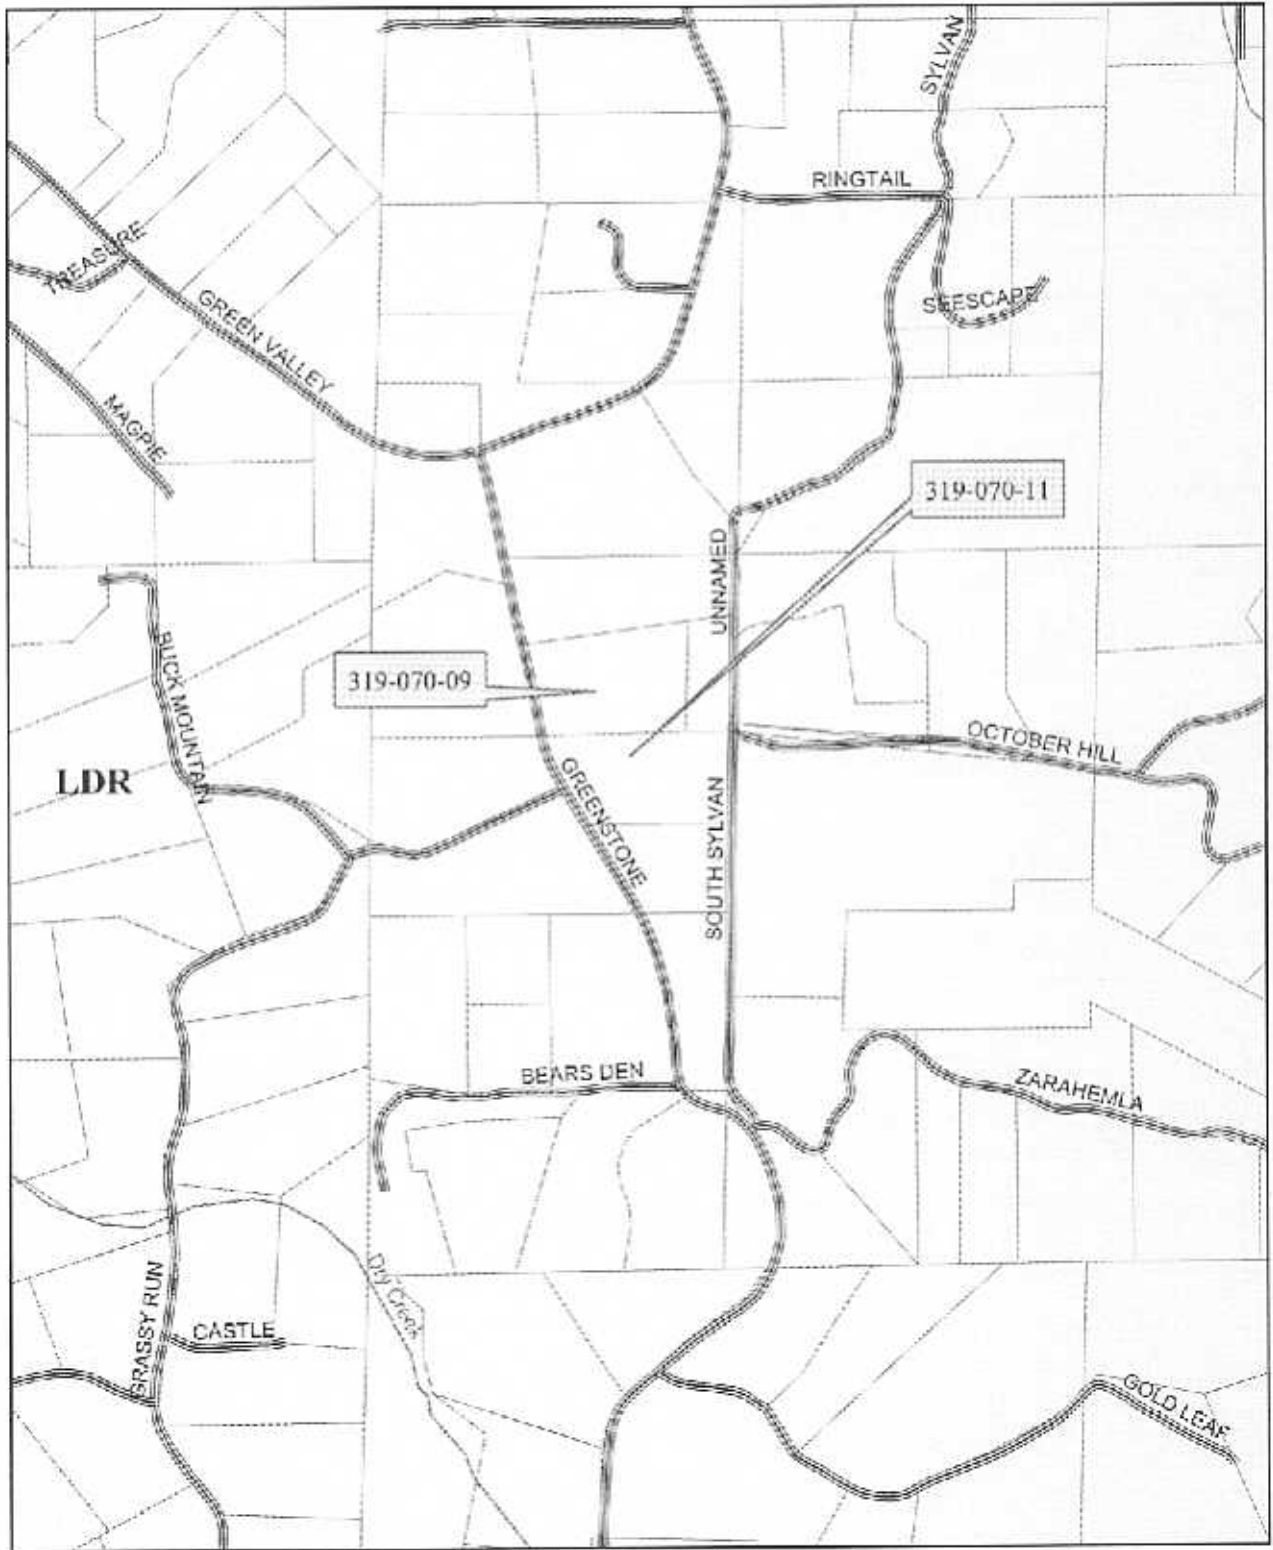 SYLVAN
RINGTAIL
TREASURE
SEESCAPE
GREEN VALLEY
MAGPIE
319-070-11
UNNAMED
BUCK MOUNTAIN
319-070-09
OCTOBER HILL
LDR
GREENSTONE
SOUTH SYLVAN
BEARS DEN
ZARAHEMLA
Dry Creek
GRASSY RUN
CASTLE
GOLD LEAF